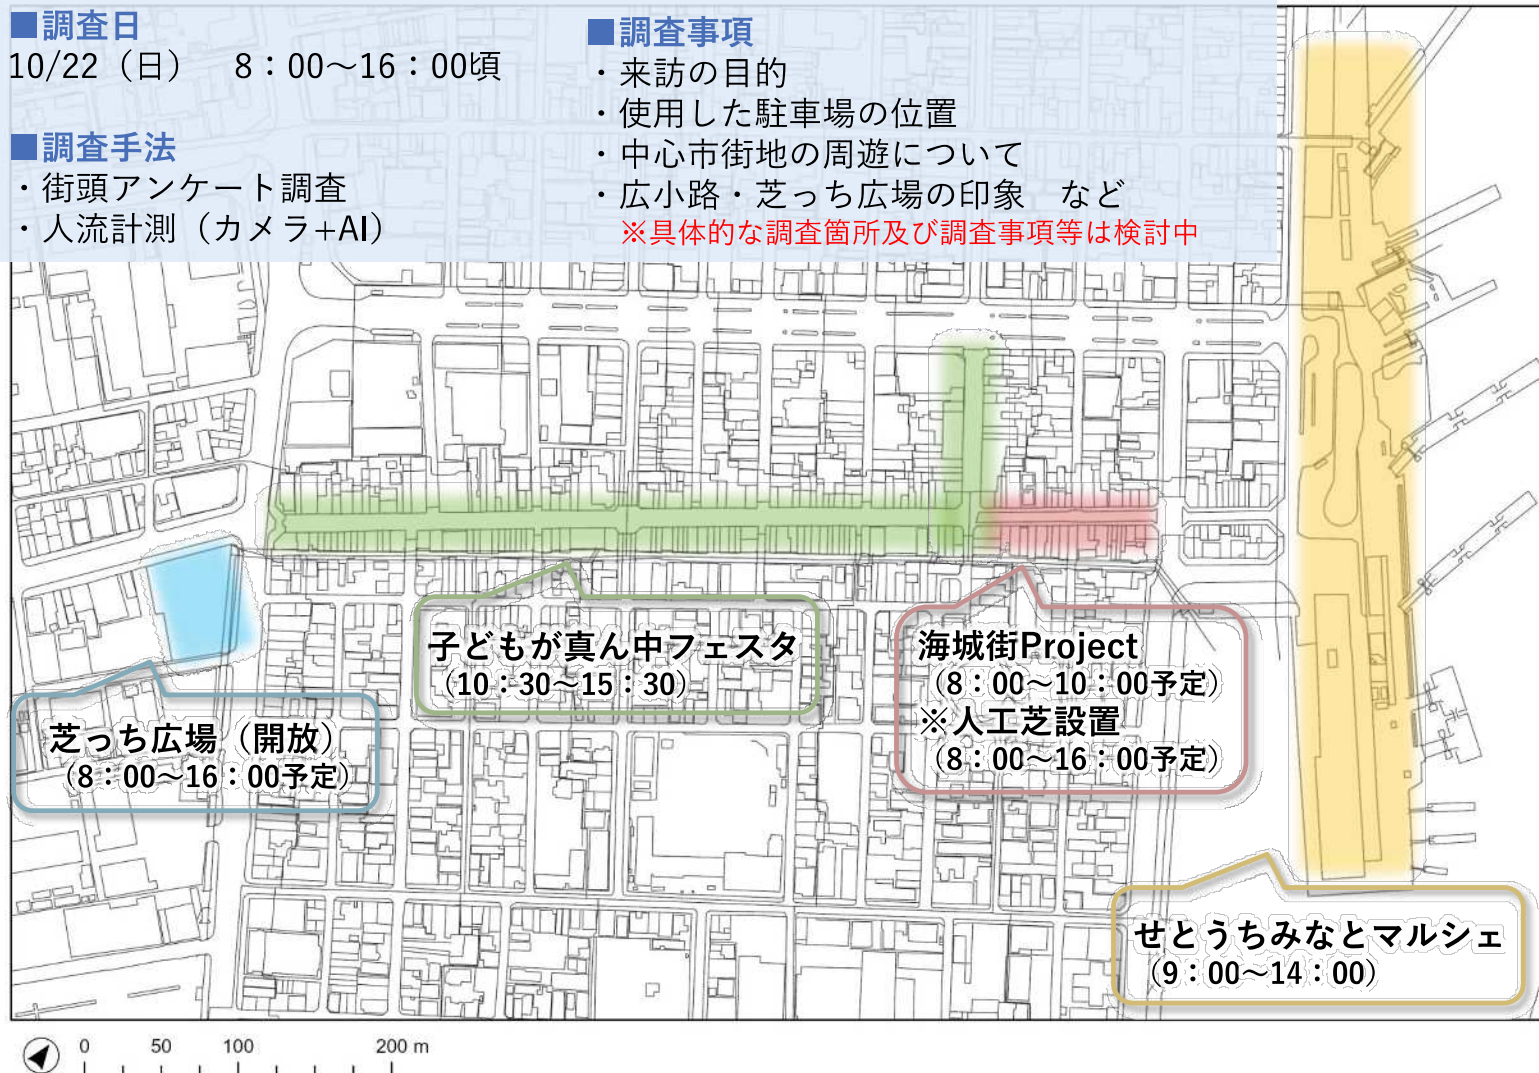 ■調査日
10/22（日）　8：00～16：00頃
■調査手法
・街頭アンケート調査
・人流計測（カメラ+AI）
■調査事項
・来訪の目的
・使用した駐車場の位置
・中心市街地の周遊について
・広小路・芝っち広場の印象　など
※具体的な調査箇所及び調査事項等は検討中
子どもが真ん中フェスタ
（10：30～15：30）
海城街Project
（8：00～10：00予定）
※人工芝設置
（8：00～16：00予定）
芝っち広場（開放）
（8：00～16：00予定）
せとうちみなとマルシェ
（9：00～14：00）
0 50 100 200 m